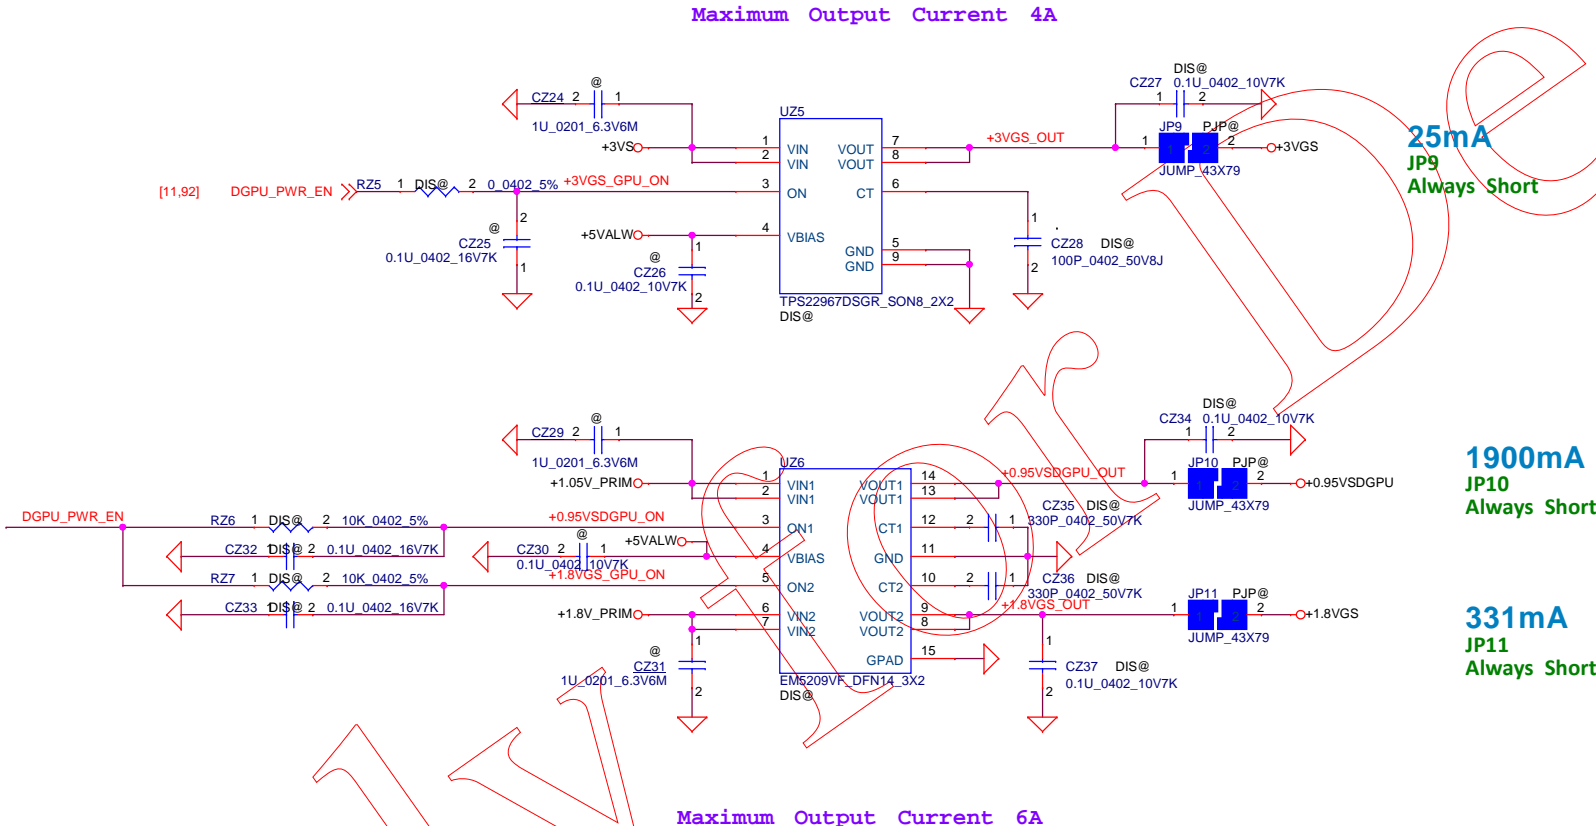 Maximum Output Current 4A
DIS@
CZ27 0.1U_0402_10V7K
1 2
@
CZ24 2 1
1U_0201_6.3V6M
UZ5
+3VS
1 VIN
2 VIN
VOUT 7
VOUT 8
+3VGS_OUT
JP9 PJP@
1 1 2 2
JUMP_43X79
+3VGS
25mA
JP9
Always Short
[11,92] DGPU_PWR_EN RZ5 1 DIS@ 2 0_0402_5% +3VGS_GPU_ON
3 ON
CT 6
2
@
CZ25
0.1U_0402_16V7K
1
+5VALW
4 VBIAS
1
@
CZ26
0.1U_0402_10V7K
2
GND 5
GND 9
1
CZ28 DIS@
100P_0402_50V8J
2
TPS22967DSGR_SON8_2X2
DIS@
DIS@
CZ34 0.1U_0402_10V7K
1 2
@
CZ29 2 1
1U_0201_6.3V6M
UZ6
+1.05V_PRIM
1 VIN1
2 VIN1
VOUT1 14
VOUT1 13
+0.95VSDGPU_OUT
JP10 PJP@
1 1 2 2
JUMP_43X79
+0.95VSDGPU
1900mA
JP10
Always Short
DGPU_PWR_EN
RZ6 1 DIS@ 2 10K_0402_5%
+0.95VSDGPU_ON
3 ON1
CT1 12 2 1
CZ35 DIS@
330P_0402_50V7K
CZ32 1 DIS@ 2 0.1U_0402_16V7K
@
+5VALW
CZ30 2 1
0.1U_0402_10V7K
4 VBIAS
GND 11
RZ7 1 DIS@ 2 10K_0402_5%
+1.8VGS_GPU_ON
5 ON2
CT2 10 2 1
CZ36 DIS@
330P_0402_50V7K
CZ33 1 DIS@ 2 0.1U_0402_16V7K
+1.8V_PRIM
6 VIN2
7 VIN2
VOUT2 9
VOUT2 8
+1.8VGS_OUT
JP11 PJP@
1 1 2 2
JUMP_43X79
+1.8VGS
331mA
JP11
Always Short
1
@
CZ31
1U_0201_6.3V6M
2
GPAD 15
1
CZ37 DIS@
0.1U_0402_10V7K
2
EM5209VF_DFN14_3X2
DIS@
Maximum Output Current 6A